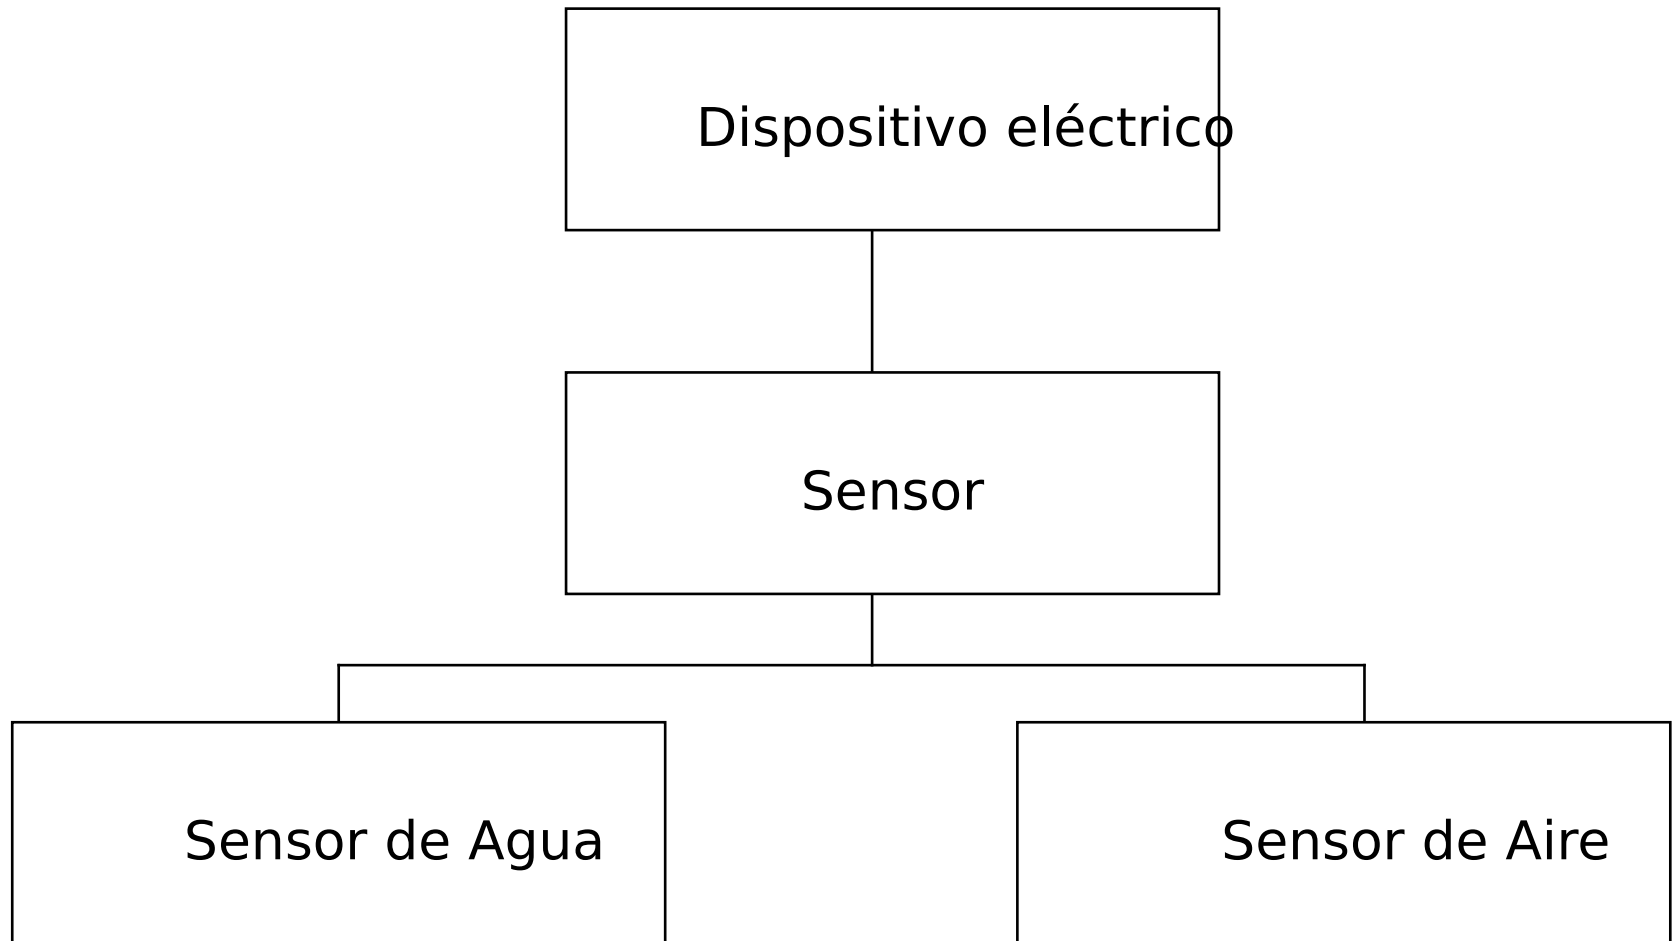 Dispositivo eléctrico
Sensor
Sensor de Agua
Sensor de Aire